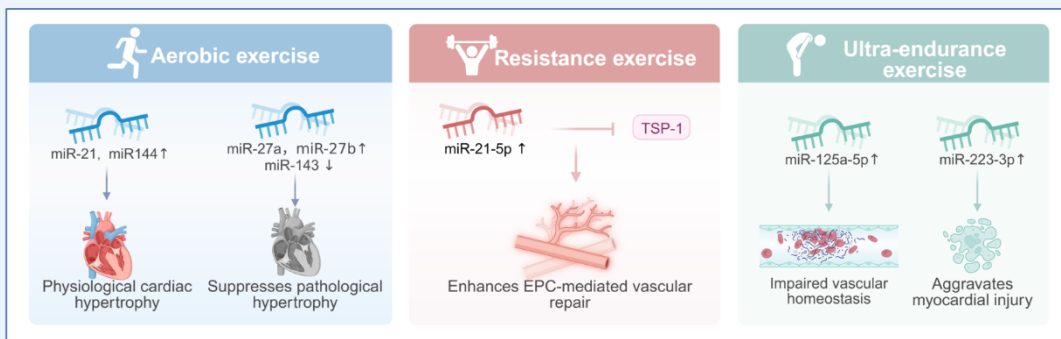 Aerobic exercise
miR-21, miR144↑
miR-27a, miR-27b↑
miR-143 ↓
Physiological cardiac
hypertrophy
Suppresses pathological
hypertrophy
Resistance exercise
miR-21-5p ↑
TSP-1
Enhances EPC-mediated vascular
repair
Ultra-endurance
exercise
miR-125a-5p↑
miR-223-3p↑
Impaired vascular
homeostasis
Aggravates
myocardial injury